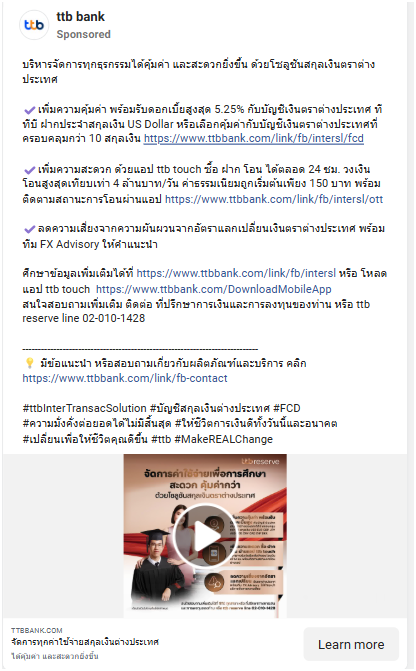 ttb bank
Sponsored
บริหารจัดการทุกธุรกรรมได้คุ้มค่า และสะดวกยิ่งขึ้น ด้วยโซลูชันสกุลเงินตราต่าง
ประเทศ
✔ เพิ่มความคุ้มค่า พร้อมรับดอกเบี้ยสูงสุด 5.25% กับบัญชีเงินตราต่างประเทศ ที
ทีบี ฝากประจำสกุลเงิน US Dollar หรือเลือกคุ้มค่ากับบัญชีเงินตราต่างประเทศที่
ครอบคลุมกว่า 10 สกุลเงิน https://www.ttbbank.com/link/fb/intersl/fcd
✔เพิ่มความสะดวก ด้วยแอป ttb touch ซื้อ ฝาก โอน ได้ตลอด 24 ชม. วงเงิน
โอนสูงสุดเทียบเท่า 4 ล้านบาท/วัน ค่าธรรมเนียมถูกเริ่มต้นเพียง 150 บาท พร้อม
ติดตามสถานะการโอนผ่านแอป https://www.ttbbank.com/link/fb/intersl/ott
✔ลดความเสี่ยงจากความผันผวนจากอัตราแลกเปลี่ยนเงินตราต่างประเทศ พร้อม
ทีม FX Advisory ให้คำแนะนำ
ศึกษาข้อมูลเพิ่มเติมได้ที่ https://www.ttbbank.com/link/fb/intersl หรือ โหลด
แอป ttb touch https://www.ttbbank.com/DownloadMobileApp
สนใจสอบถามเพิ่มเติม ติดต่อ ที่ปรึกษาการเงินและการลงทุนของท่าน หรือ ttb
reserve line 02-010-1428
------------------------------------------------------------
💡 มีข้อแนะนำ หรือสอบถามเกี่ยวกับผลิตภัณฑ์และบริการ คลิก
https://www.ttbbank.com/link/fb-contact
#ttbInterTransacSolution #บัญชีสกุลเงินต่างประเทศ #FCD
#ความมั่งคั่งต่อยอดได้ไม่มีสิ้นสุด #ให้ชีวิตการเงินดีทั้งวันนี้และอนาคต
#เปลี่ยนเพื่อให้ชีวิตคุณดีขึ้น #ttb #MakeREALChange
ttb reserve
จัดการค่าใช้จ่ายเพื่อการศึกษา
สะดวก คุ้มค่ากว่า
ด้วยโซลูชันสกุลเงินตราต่างประเทศ
02-010-1428
TTBBANK.COM
จัดการทุกค่าใช้จ่ายสกุลเงินต่างประเทศ
ได้คุ้มค่า และสะดวกยิ่งขึ้น
Learn more